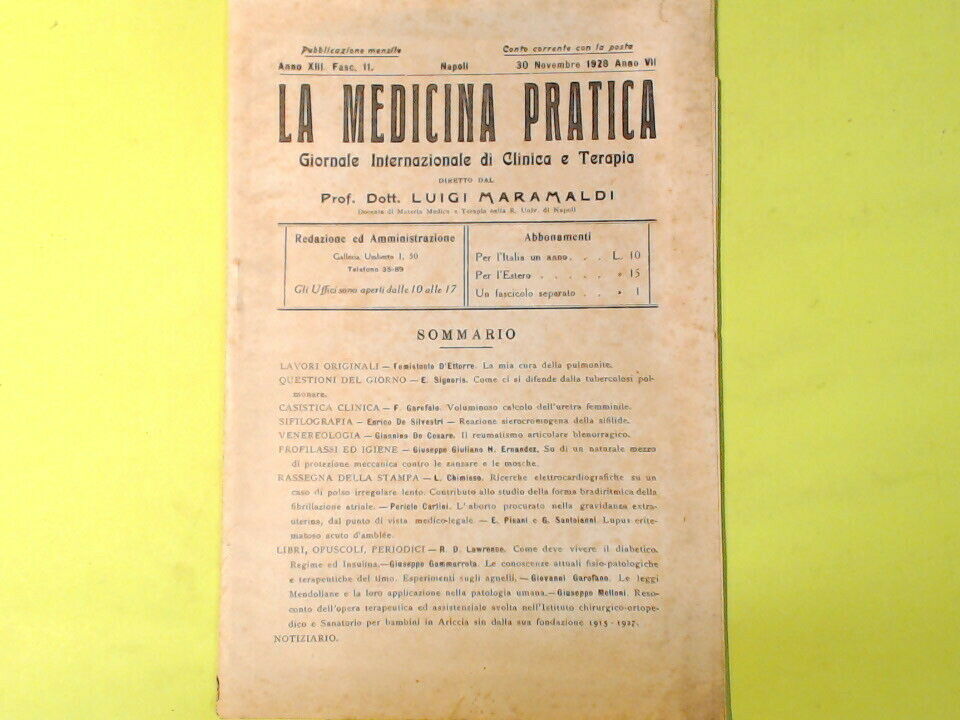 Pubblicazione mensile
Conto corrente con la posta
Anno XIII. Fasc. 11.
Napoli
30 Novembre 1928 Anno VII
LA MEDICINA PRATICA
Giornale Internazionale di Clinica e Terapia
DIRETTO DAL
Prof. Dott. LUIGI MARAMALDI
Docente di Materia Medica e Terapia nella R. Univ. di Napoli
Redazione ed Amministrazione
Galleria Umberto I, 50
Telefono 35-89
Gli Uffici sono aperti dalle 10 alle 17
Abbonamenti
Per l'Italia un anno. . . L. 10
Per l'Estero . . . . . » 15
Un fascicolo separato . . » 1
SOMMARIO
LAVORI ORIGINALI — Temistonto D'Ettorre. La mia cura della pulmonite.
QUESTIONI DEL GIORNO — E. Signoris. Come ci si difende dalla tubercolosi pol-
monare.
CASISTICA CLINICA — F. Garofalo. Voluminoso calcolo dell'uretra femminile.
SIFILOGRAFIA — Enrico De Silvestri — Reazione sierocromogena della sifilide.
VENEREOLOGIA — Giannino De Cesare. Il reumatismo articolare blenorragico.
PROFILASSI ED IGIENE — Giuseppe Giuliano H. Ernandez. Su di un naturale mezzo
di protezione meccanica contro le zanzare e le mosche.
RASSEGNA DELLA STAMPA — L. Chimisso. Ricerche elettrocardiografiche su un
caso di polso irregolare lento. Contributo allo studio della forma bradiritmica della
fibrillazione atriale. — Pericle Carlini. L'aborto procurato nella gravidanza extra-
uterina, dal punto di vista medico-legale. — E. Pisani e G. Santoianni. Lupus erite-
matoso acuto d'amblée.
LIBRI, OPUSCOLI, PERIODICI — R. D. Lawrence. Come deve vivere il diabetico.
Regime ed Insulina.—Giuseppe Gammarrota. Le conoscenze attuali fisio-patologiche
e terapeutiche del timo. Esperimenti sugli agnelli.—Giovanni Garofano. Le leggi
Mendeliane e la loro applicazione nella patologia umana.—Giuseppe Melloni. Reso-
conto dell'opera terapeutica ed assistenziale svolta nell'Istituto chirurgico-ortope-
dico e Sanatorio per bambini in Ariccia sin dalla sua fondazione 1915 - 1927.
NOTIZIARIO.